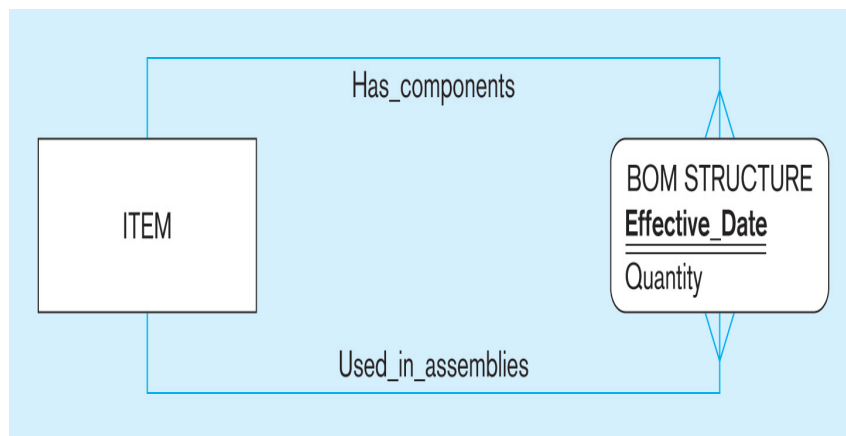 Has_components
ITEM
BOM STRUCTURE
Effective_Date
Quantity
Used_in_assemblies